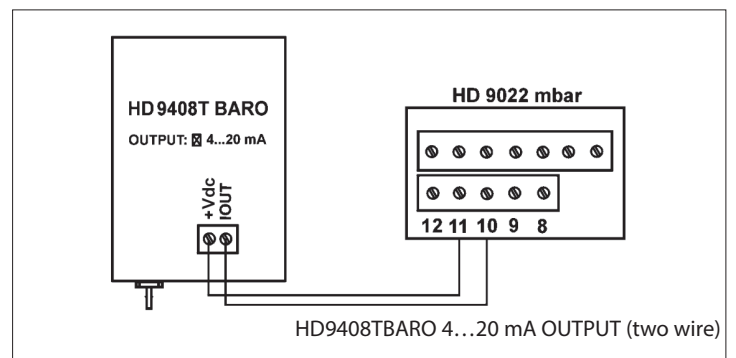 HD9408T BARO
OUTPUT: ☒ 4...20 mA
+Vdc
IOUT
HD 9022 mbar
12 11 10 9 8
HD9408TBARO 4…20 mA OUTPUT (two wire)